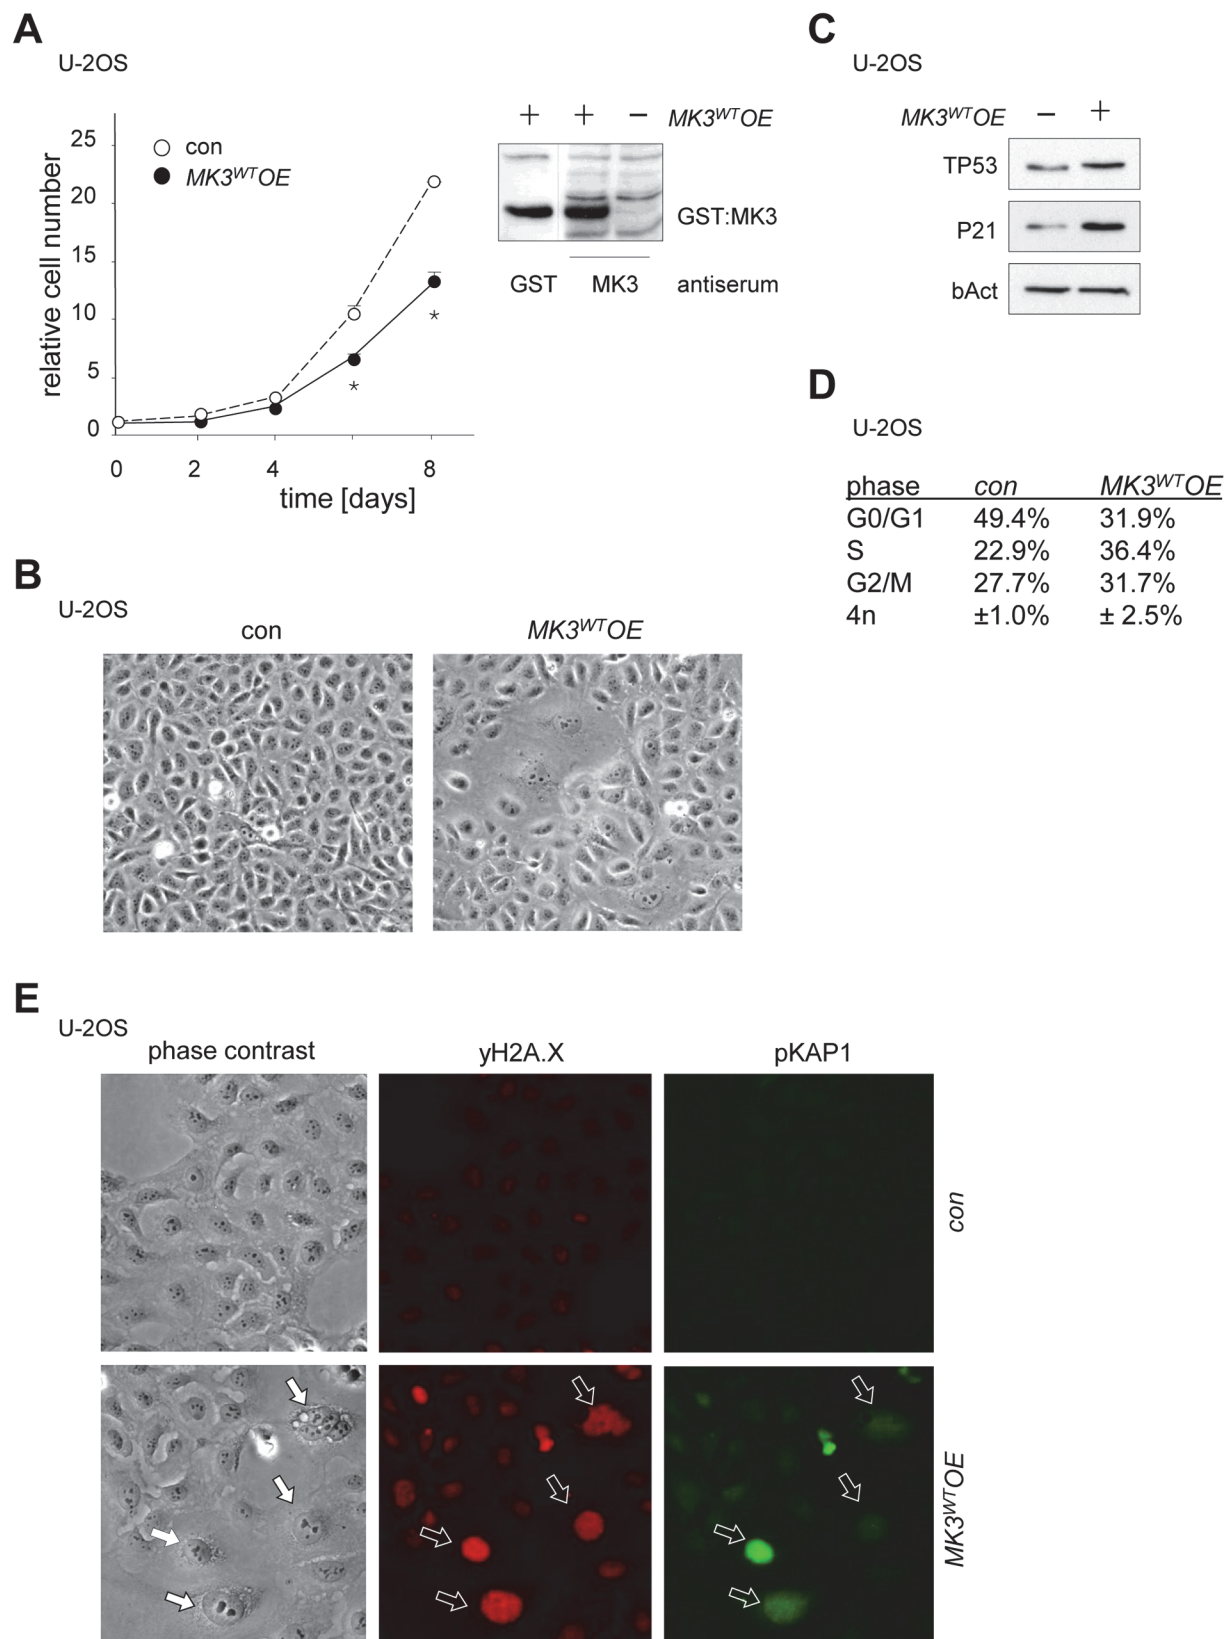 A
U-2OS
25
20
15
10
5
0
relative cell number
con
MK3ᵂᵀOE
*
*
0 2 4 6 8
time [days]
+ + − MK3ᵂᵀOE
GST:MK3
GST MK3 antiserum
B
U-2OS
con MK3ᵂᵀOE
C
U-2OS
MK3ᵂᵀOE − +
TP53
P21
bAct
D
U-2OS
phase con MK3ᵂᵀOE
G0/G1 49.4% 31.9%
S 22.9% 36.4%
G2/M 27.7% 31.7%
4n ±1.0% ± 2.5%
E
U-2OS
phase contrast yH2A.X pKAP1
con
MK3ᵂᵀOE